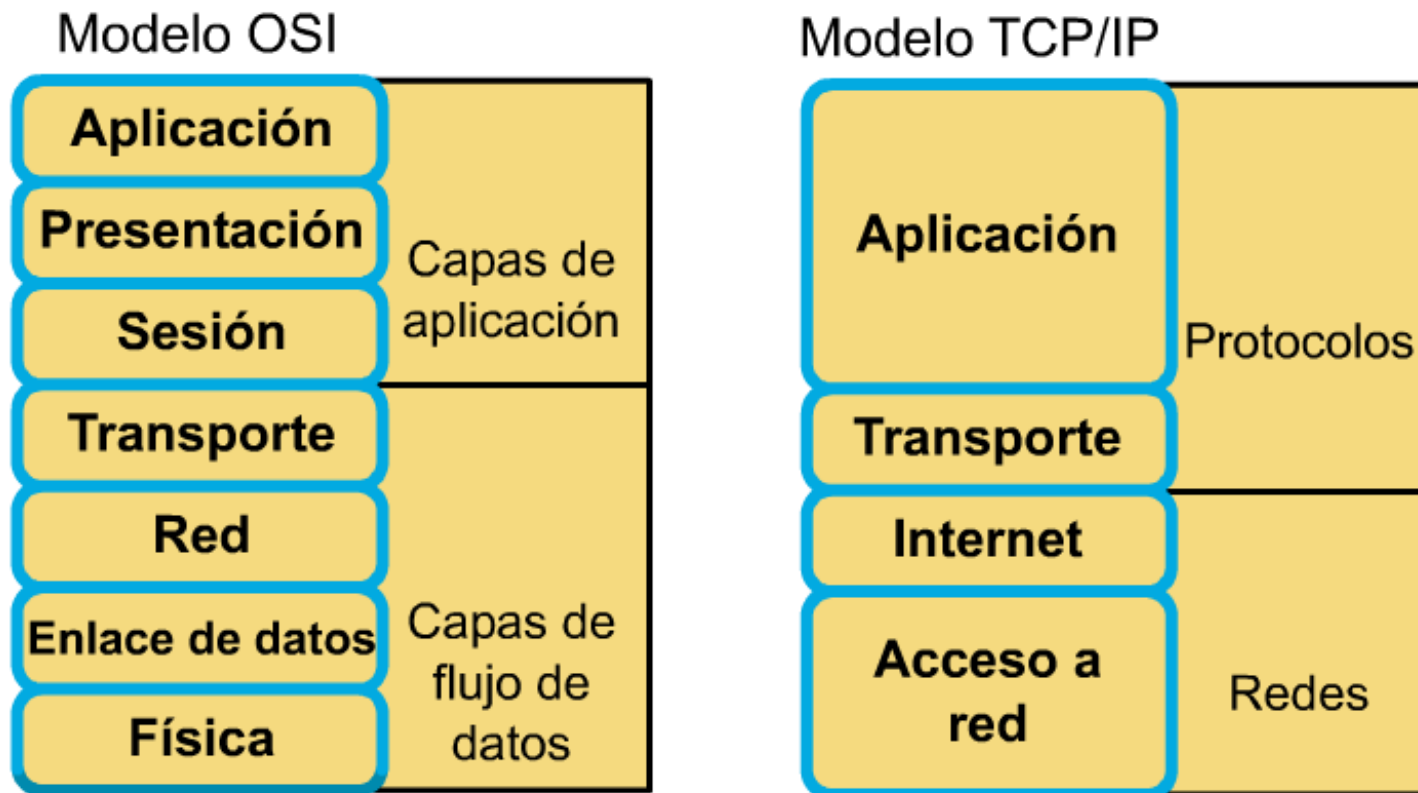 Modelo OSI
Aplicación
Presentación
Sesión
Transporte
Red
Enlace de datos
Física
Capas de
aplicación
Capas de
flujo de
datos
Modelo TCP/IP
Aplicación
Transporte
Internet
Acceso a
red
Protocolos
Redes